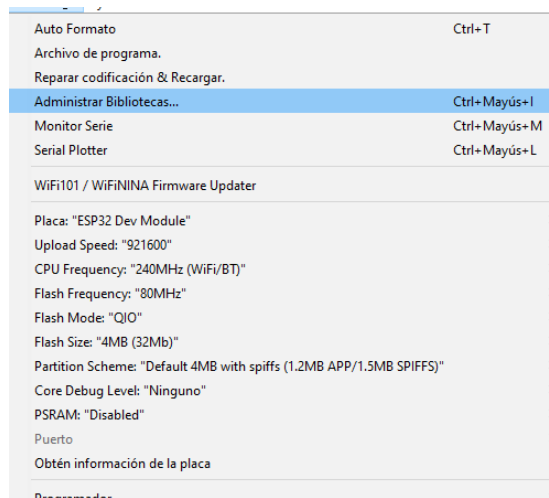 Auto Formato Ctrl+T
Archivo de programa.
Reparar codificación & Recargar.
Administrar Bibliotecas... Ctrl+Mayús+I
Monitor Serie Ctrl+Mayús+M
Serial Plotter Ctrl+Mayús+L
WiFi101 / WiFiNINA Firmware Updater
Placa: "ESP32 Dev Module"
Upload Speed: "921600"
CPU Frequency: "240MHz (WiFi/BT)"
Flash Frequency: "80MHz"
Flash Mode: "QIO"
Flash Size: "4MB (32Mb)"
Partition Scheme: "Default 4MB with spiffs (1.2MB APP/1.5MB SPIFFS)"
Core Debug Level: "Ninguno"
PSRAM: "Disabled"
Puerto
Obtén información de la placa